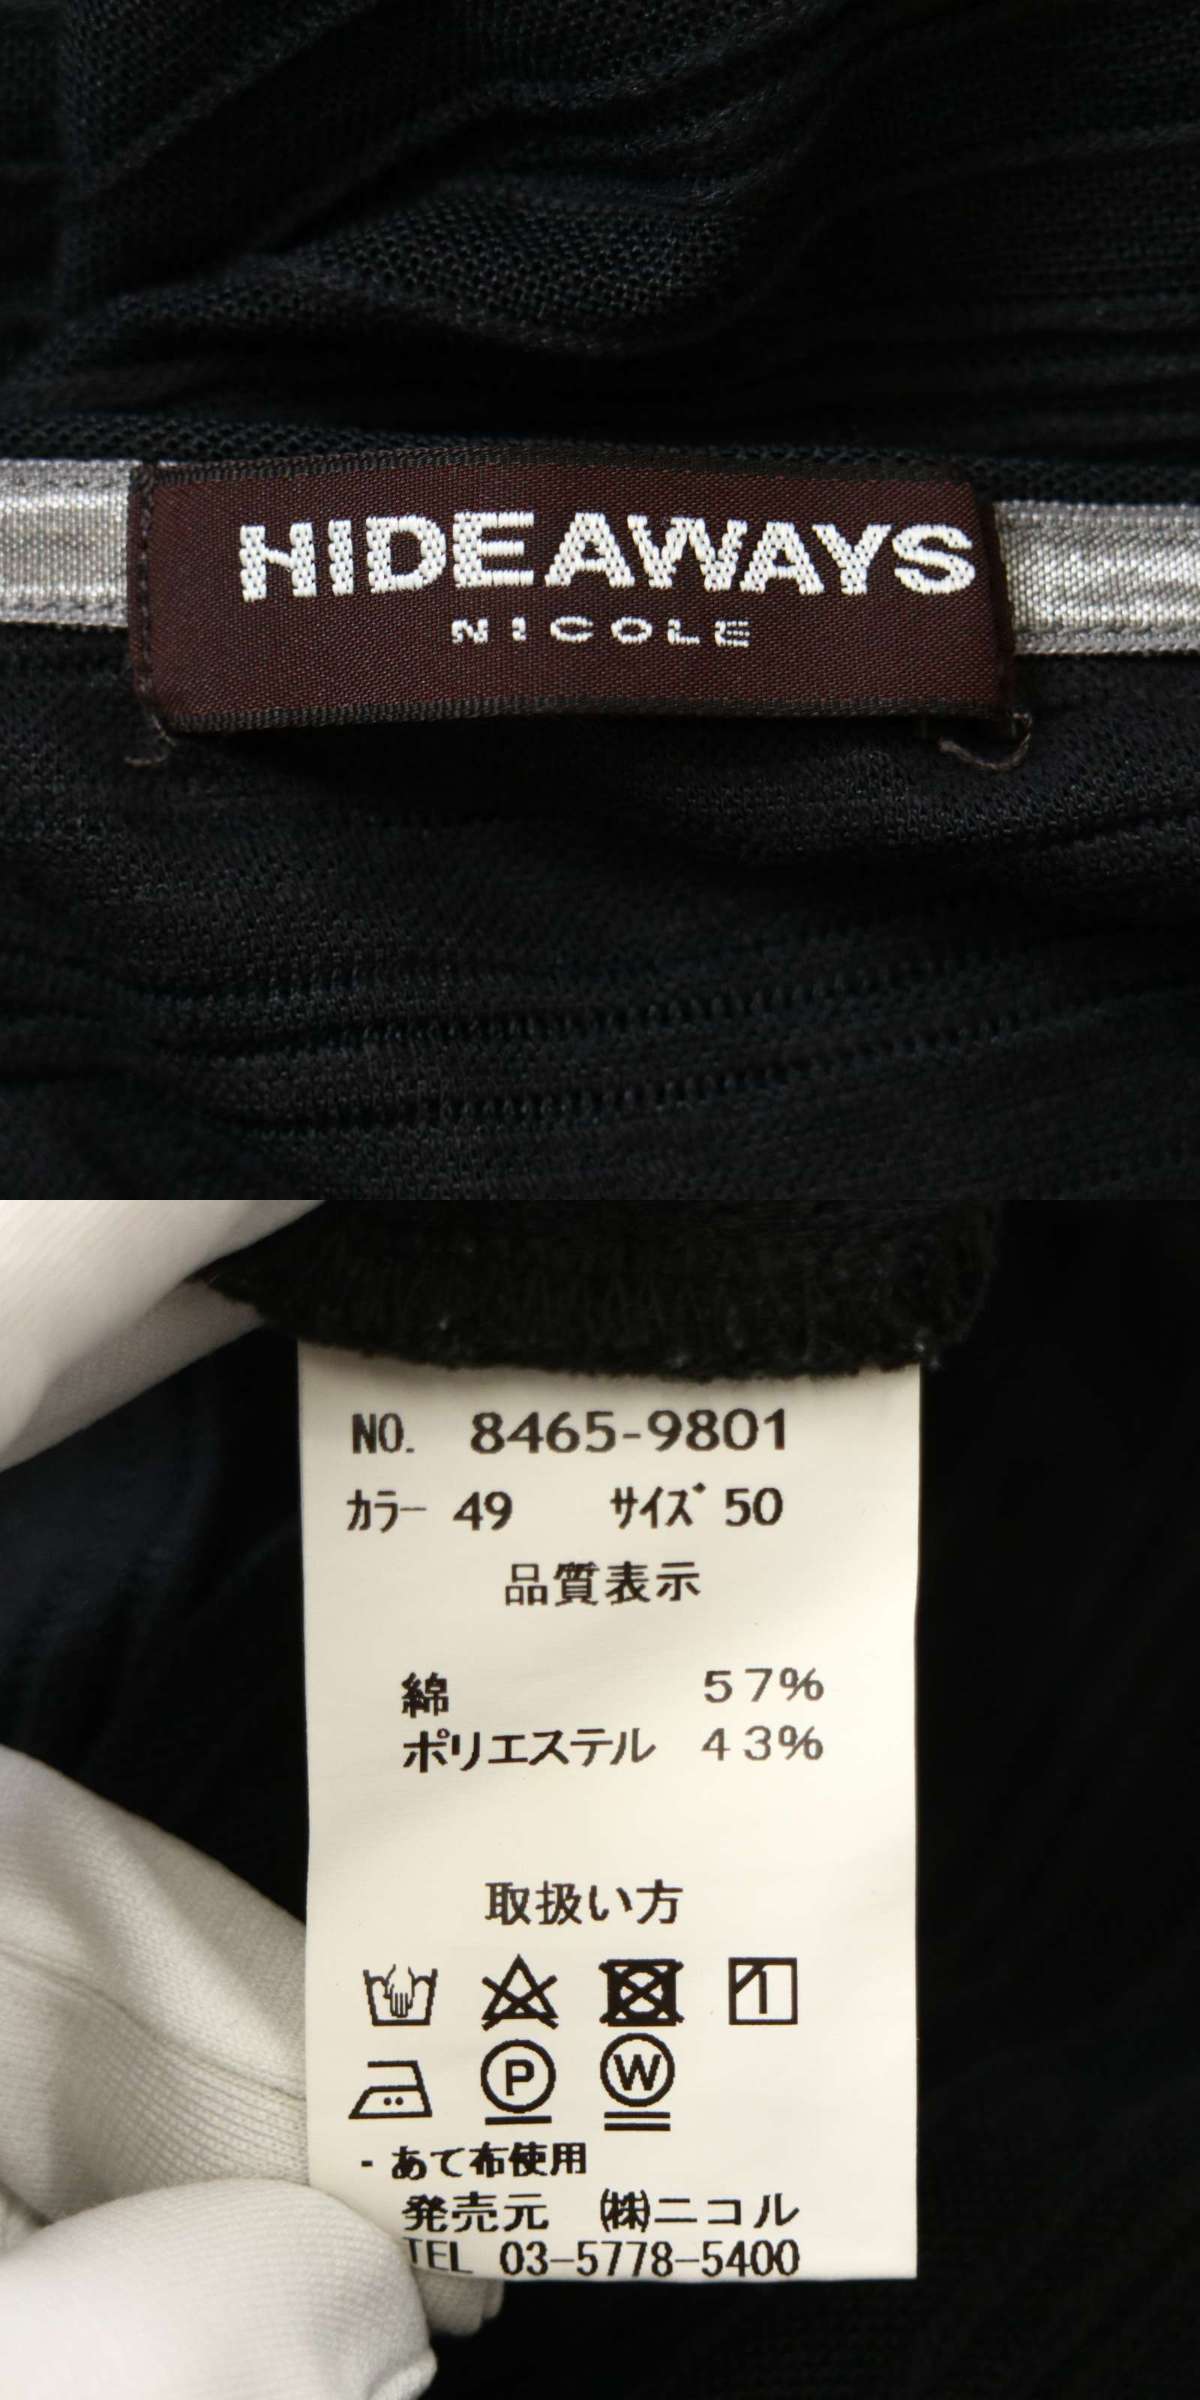 HIDEAWAYS
NICOLE
NO. 8465-9801
カラー 49 サイズ 50
品質表示
綿 57%
ポリエステル 43%
取扱い方
P W
- あて布使用
発売元 ㈱ニコル
TEL 03-5778-5400